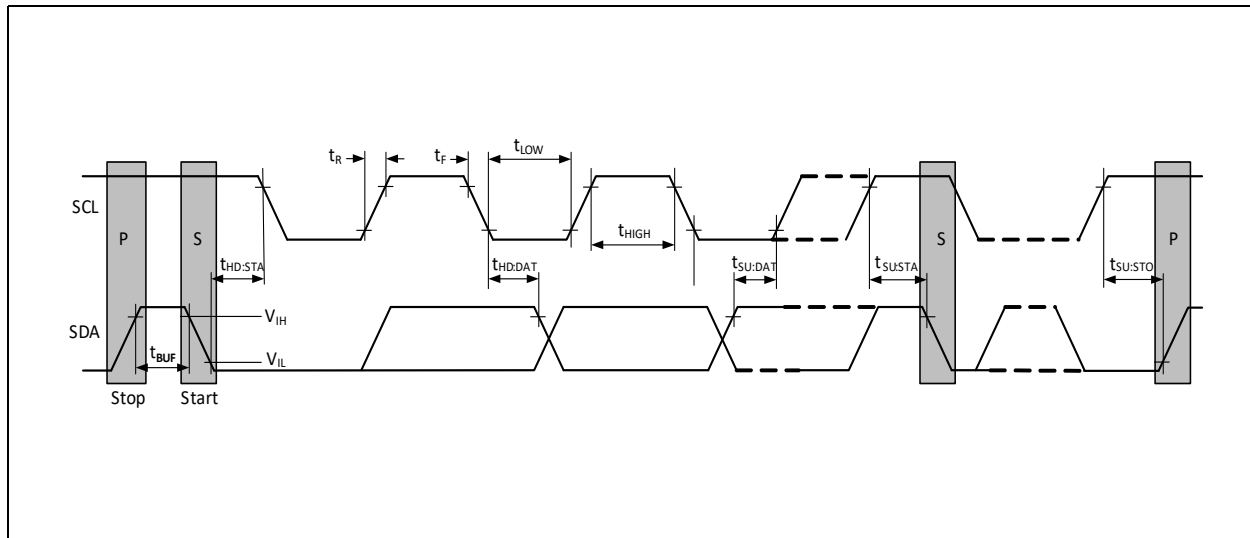 tR
tF
tLOW
SCL
P
S
tHD:STA
tHD:DAT
tHIGH
tSU:DAT
tSU:STA
S
tSU:STO
P
SDA
VIH
tBUF
VIL
Stop
Start